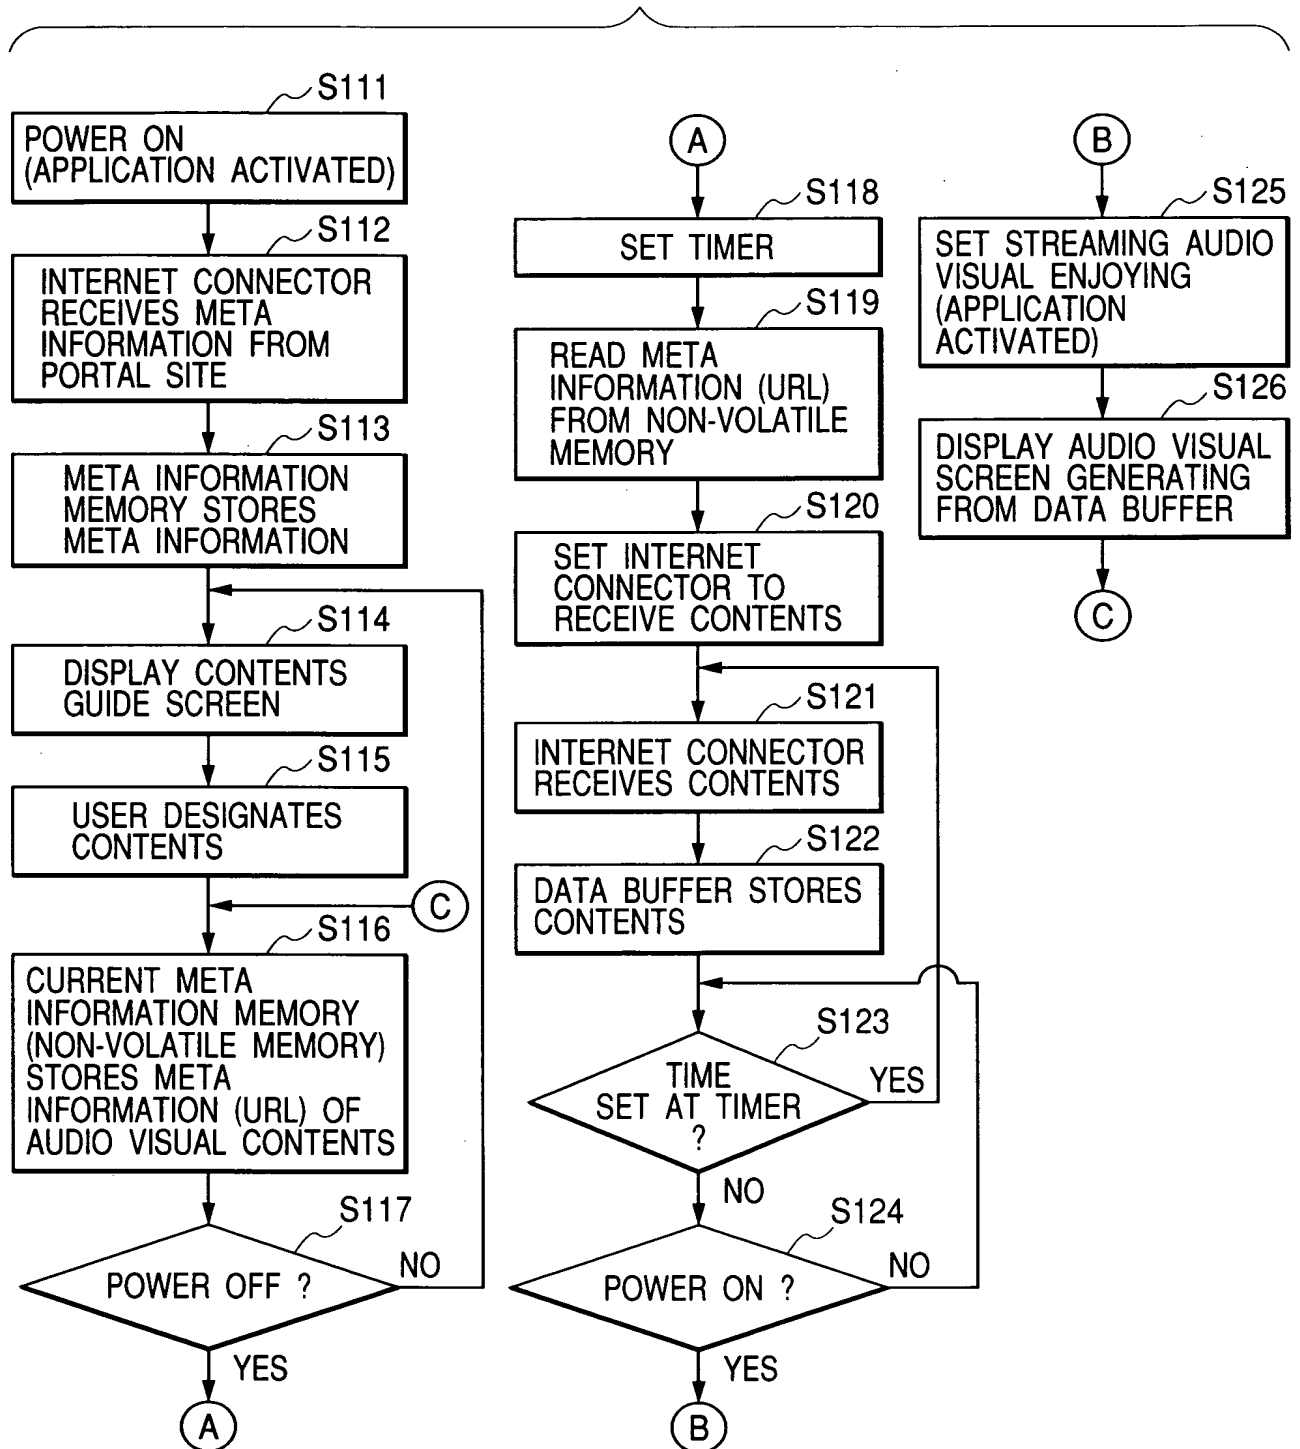 S111
POWER ON
(APPLICATION ACTIVATED)
S112
INTERNET CONNECTOR
RECEIVES META
INFORMATION FROM
PORTAL SITE
S113
META INFORMATION
MEMORY STORES
META INFORMATION
S114
DISPLAY CONTENTS
GUIDE SCREEN
S115
USER DESIGNATES
CONTENTS
C
S116
CURRENT META
INFORMATION MEMORY
(NON-VOLATILE MEMORY)
STORES META
INFORMATION (URL) OF
AUDIO VISUAL CONTENTS
S117
POWER OFF ?
NO
YES
A
A
S118
SET TIMER
S119
READ META
INFORMATION (URL)
FROM NON-VOLATILE
MEMORY
S120
SET INTERNET
CONNECTOR TO
RECEIVE CONTENTS
S121
INTERNET CONNECTOR
RECEIVES CONTENTS
S122
DATA BUFFER STORES
CONTENTS
S123
TIME
SET AT TIMER
?
YES
NO
S124
POWER ON ?
NO
YES
B
B
S125
SET STREAMING AUDIO
VISUAL ENJOYING
(APPLICATION
ACTIVATED)
S126
DISPLAY AUDIO VISUAL
SCREEN GENERATING
FROM DATA BUFFER
C